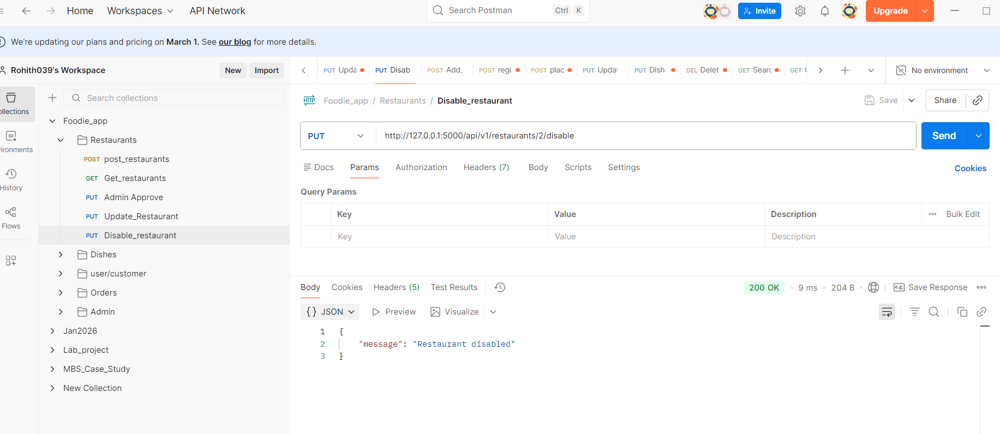 Home Workspaces API Network Search Postman Ctrl K Invite Upgrade
We're updating our plans and pricing on March 1. See our blog for more details.
Rohith039's Workspace New Import
PUT Upda PUT Disab POST Add_ POST regi POST plac PUT Updat PUT Dish DEL Delet GET Searc GET No environment
Search collections
HTTP Foodie_app / Restaurants / Disable_restaurant Save Share
ollections
Foodie_app
Restaurants
POST post_restaurants
GET Get_restaurants
PUT Admin Approve
PUT Update_Restaurant
PUT Disable_restaurant
Dishes
user/customer
Orders
Admin
Jan2026
Lab_project
MBS_Case_Study
New Collection
vironments
History
Flows
PUT http://127.0.0.1:5000/api/v1/restaurants/2/disable Send
Docs Params Authorization Headers (7) Body Scripts Settings Cookies
Query Params
Key Value Description Bulk Edit
Key Value Description
Body Cookies Headers (5) Test Results 200 OK 9 ms 204 B e.g. Save Response
{} JSON Preview Visualize
1 {
2 "message": "Restaurant disabled"
3 }